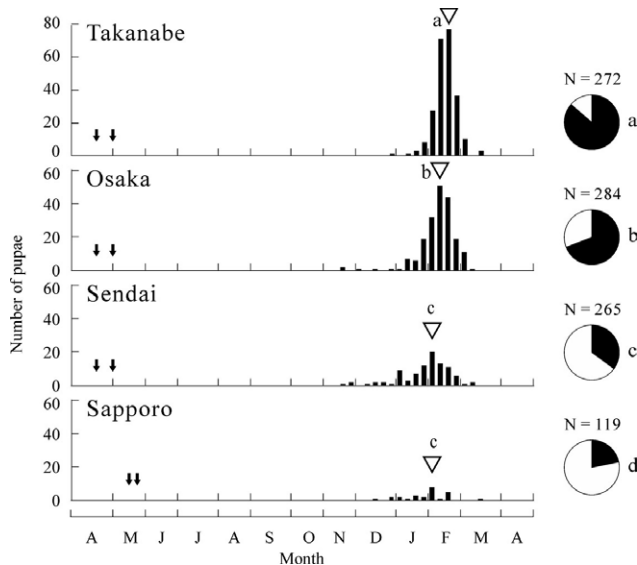 80
60
40
20
0
Takanabe
a
N = 272
a
60
40
20
0
Osaka
b
N = 284
b
60
40
20
0
Sendai
c
N = 265
c
60
40
20
0
Sapporo
c
N = 119
d
Number of pupae
A M J J A S O N D J F M A
Month